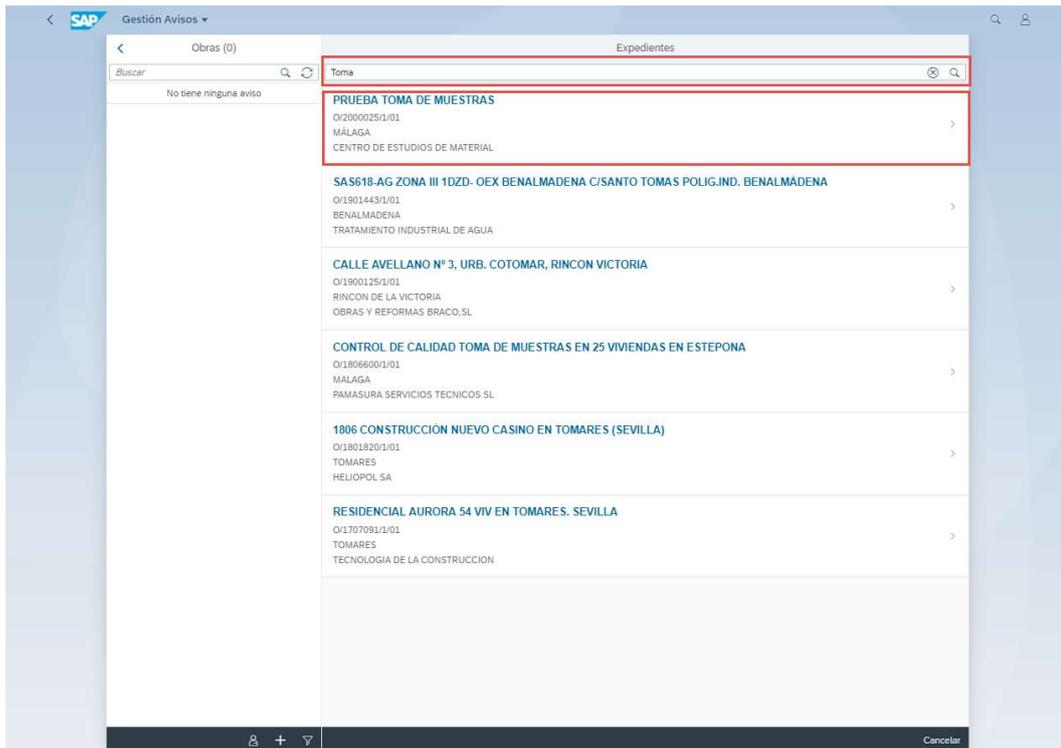 SAP Gestión Avisos
Obras (0)
Expedientes
Buscar
Toma
No tiene ninguna aviso
PRUEBA TOMA DE MUESTRAS
O/2000025/1/01
MÁLAGA
CENTRO DE ESTUDIOS DE MATERIAL
SAS618-AG ZONA III 1DZD- OEX BENALMADENA C/SANTO TOMAS POLIG.IND. BENALMÁDENA
O/1901443/1/01
BENALMADENA
TRATAMIENTO INDUSTRIAL DE AGUA
CALLE AVELLANO Nº 3, URB. COTOMAR, RINCON VICTORIA
O/1900125/1/01
RINCON DE LA VICTORIA
OBRAS Y REFORMAS BRACO,SL
CONTROL DE CALIDAD TOMA DE MUESTRAS EN 25 VIVIENDAS EN ESTEPONA
O/1806600/1/01
MALAGA
PAMASURA SERVICIOS TECNICOS SL
1806 CONSTRUCCIÓN NUEVO CASINO EN TOMARES (SEVILLA)
O/1801820/1/01
TOMARES
HELIOPOL SA
RESIDENCIAL AURORA 54 VIV EN TOMARES. SEVILLA
O/1707091/1/01
TOMARES
TECNOLOGIA DE LA CONSTRUCCION
Cancelar